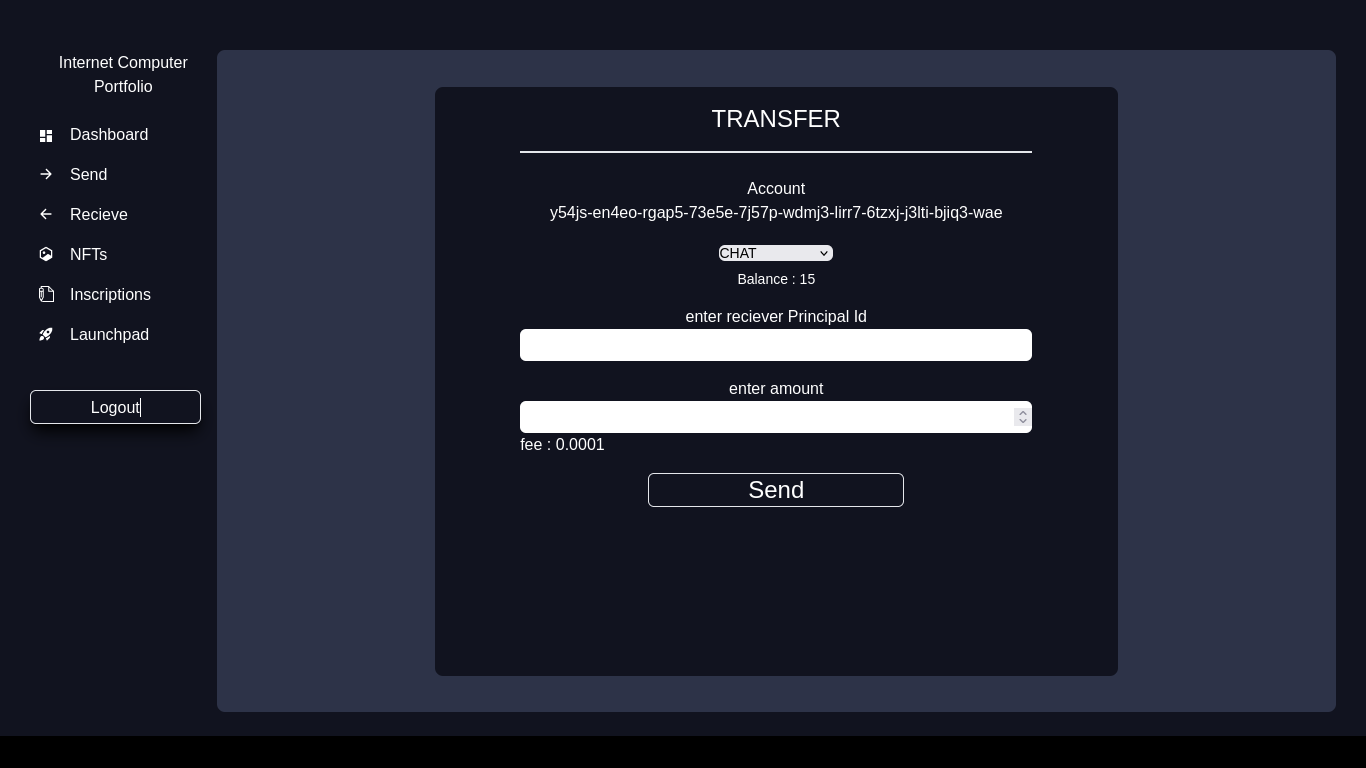 Internet Computer
Portfolio
Dashboard
Send
Recieve
NFTs
Inscriptions
Launchpad
Logout
TRANSFER
Account
y54js-en4eo-rgap5-73e5e-7j57p-wdmj3-lirr7-6tzxj-j3lti-bjiq3-wae
CHAT
Balance : 15
enter reciever Principal Id
enter amount
fee : 0.0001
Send